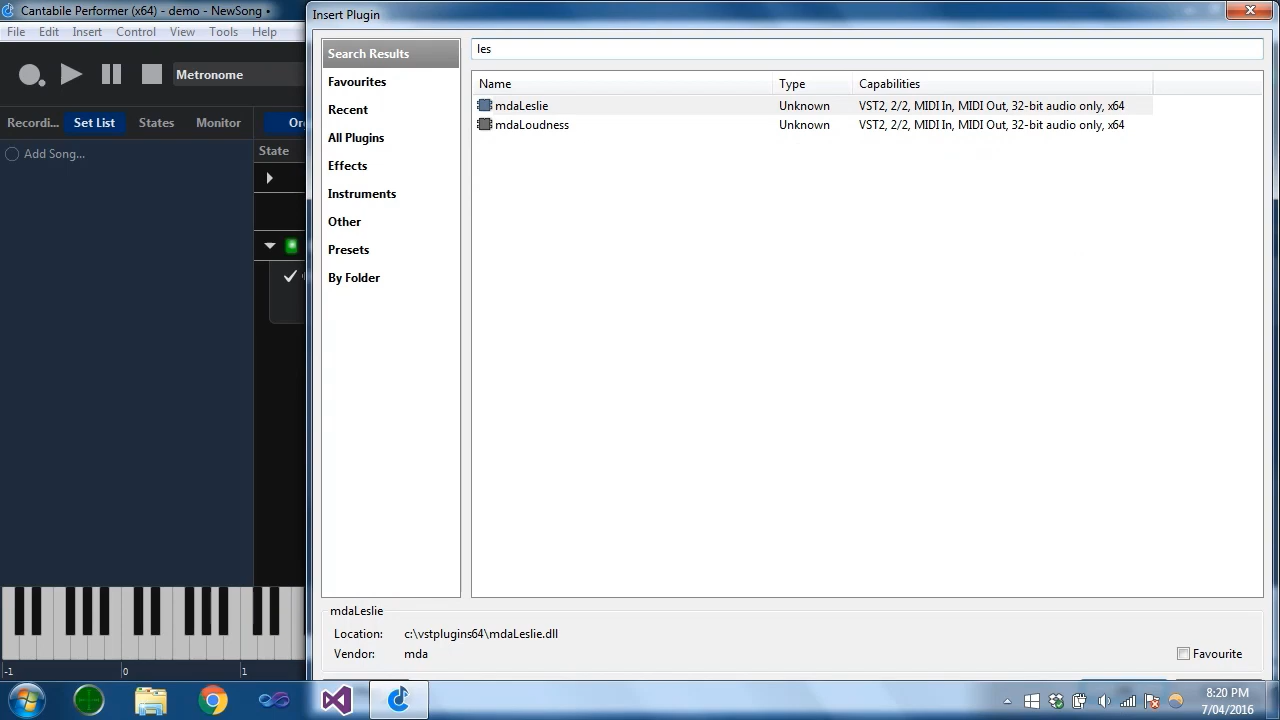 Cantabile Performer (x64) - demo - NewSong •
File Edit Insert Control View Tools Help
Metronome
Recordi... Set List States Monitor Or
State
Add Song...
-1 0 1
Insert Plugin
Search Results
Favourites
Recent
All Plugins
Effects
Instruments
Other
Presets
By Folder
les
Name Type Capabilities
mdaLeslie Unknown VST2, 2/2, MIDI In, MIDI Out, 32-bit audio only, x64
mdaLoudness Unknown VST2, 2/2, MIDI In, MIDI Out, 32-bit audio only, x64
mdaLeslie
Location: c:\vstplugins64\mdaLeslie.dll
Vendor: mda
Favourite
8:20 PM
7/04/2016